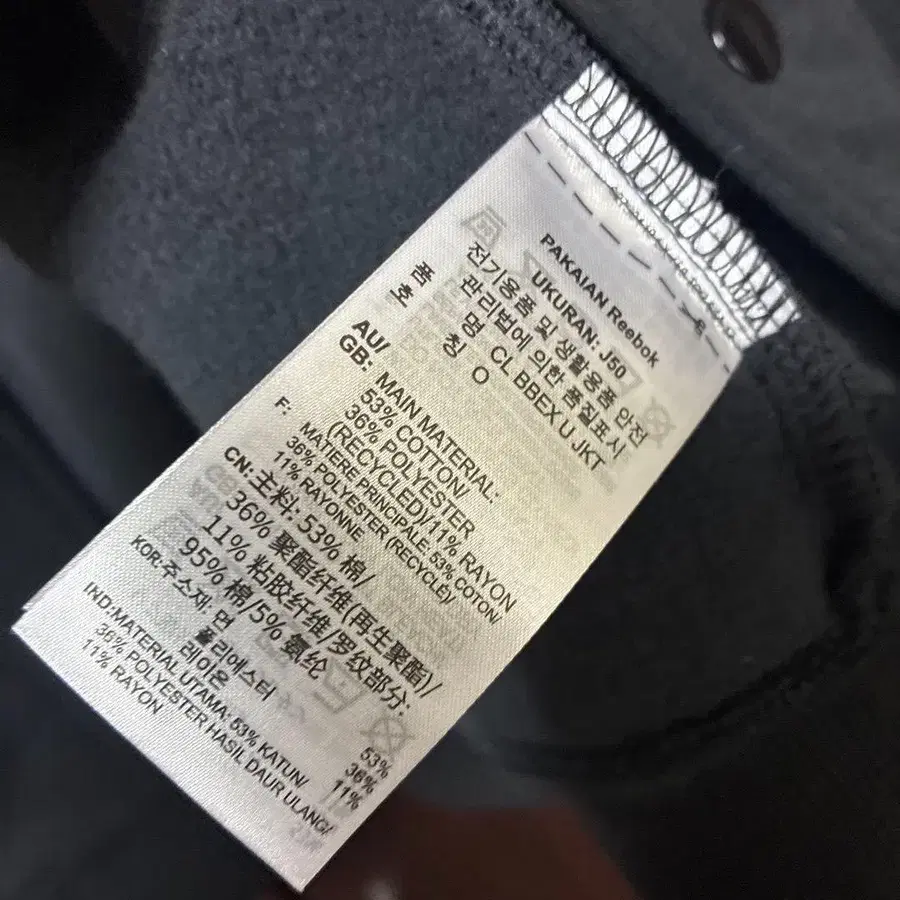 PAKAIAN Reebok
UKURAN: J50
전기용품 및 생활용품 안전
관리법에 의한 품질표시
품 명 CL BBEX U JKT
호 칭 O
AU/
GB: MAIN MATERIAL:
53% COTTON/
36% POLYESTER
(RECYCLED)/11% RAYON
F: MATIERE PRINCIPALE: 53% COTON/
36% POLYESTER (RECYCLÉ)/
11% RAYONNE
CN: 主料: 53% 棉/
36% 聚酯纤维(再生聚酯)/
11% 粘胶纤维/罗纹部分:
95% 棉/5% 氨纶
KOR: 주소재: 면 53%
폴리에스터 36%
레이온 11%
IND: MATERIAL UTAMA: 53% KATUN/
36% POLYESTER HASIL DAUR ULANG/
11% RAYON